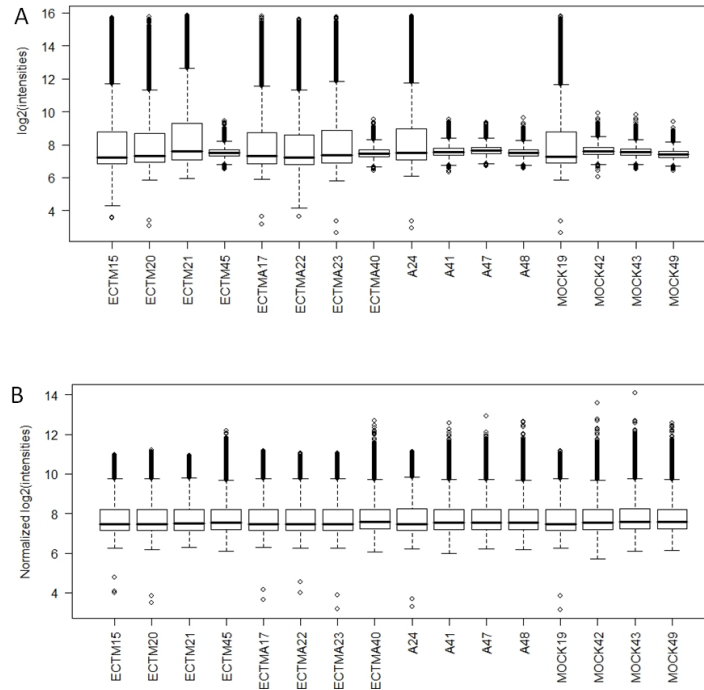 A
log2(intensities)
16
14
12
10
8
6
4
ECTM15 ECTM20 ECTM21 ECTM45 ECTMA17 ECTMA22 ECTMA23 ECTMA40 A24 A41 A47 A48 MOCK19 MOCK42 MOCK43 MOCK49
B
Normalized log2(intensities)
14
12
10
8
6
4
ECTM15 ECTM20 ECTM21 ECTM45 ECTMA17 ECTMA22 ECTMA23 ECTMA40 A24 A41 A47 A48 MOCK19 MOCK42 MOCK43 MOCK49